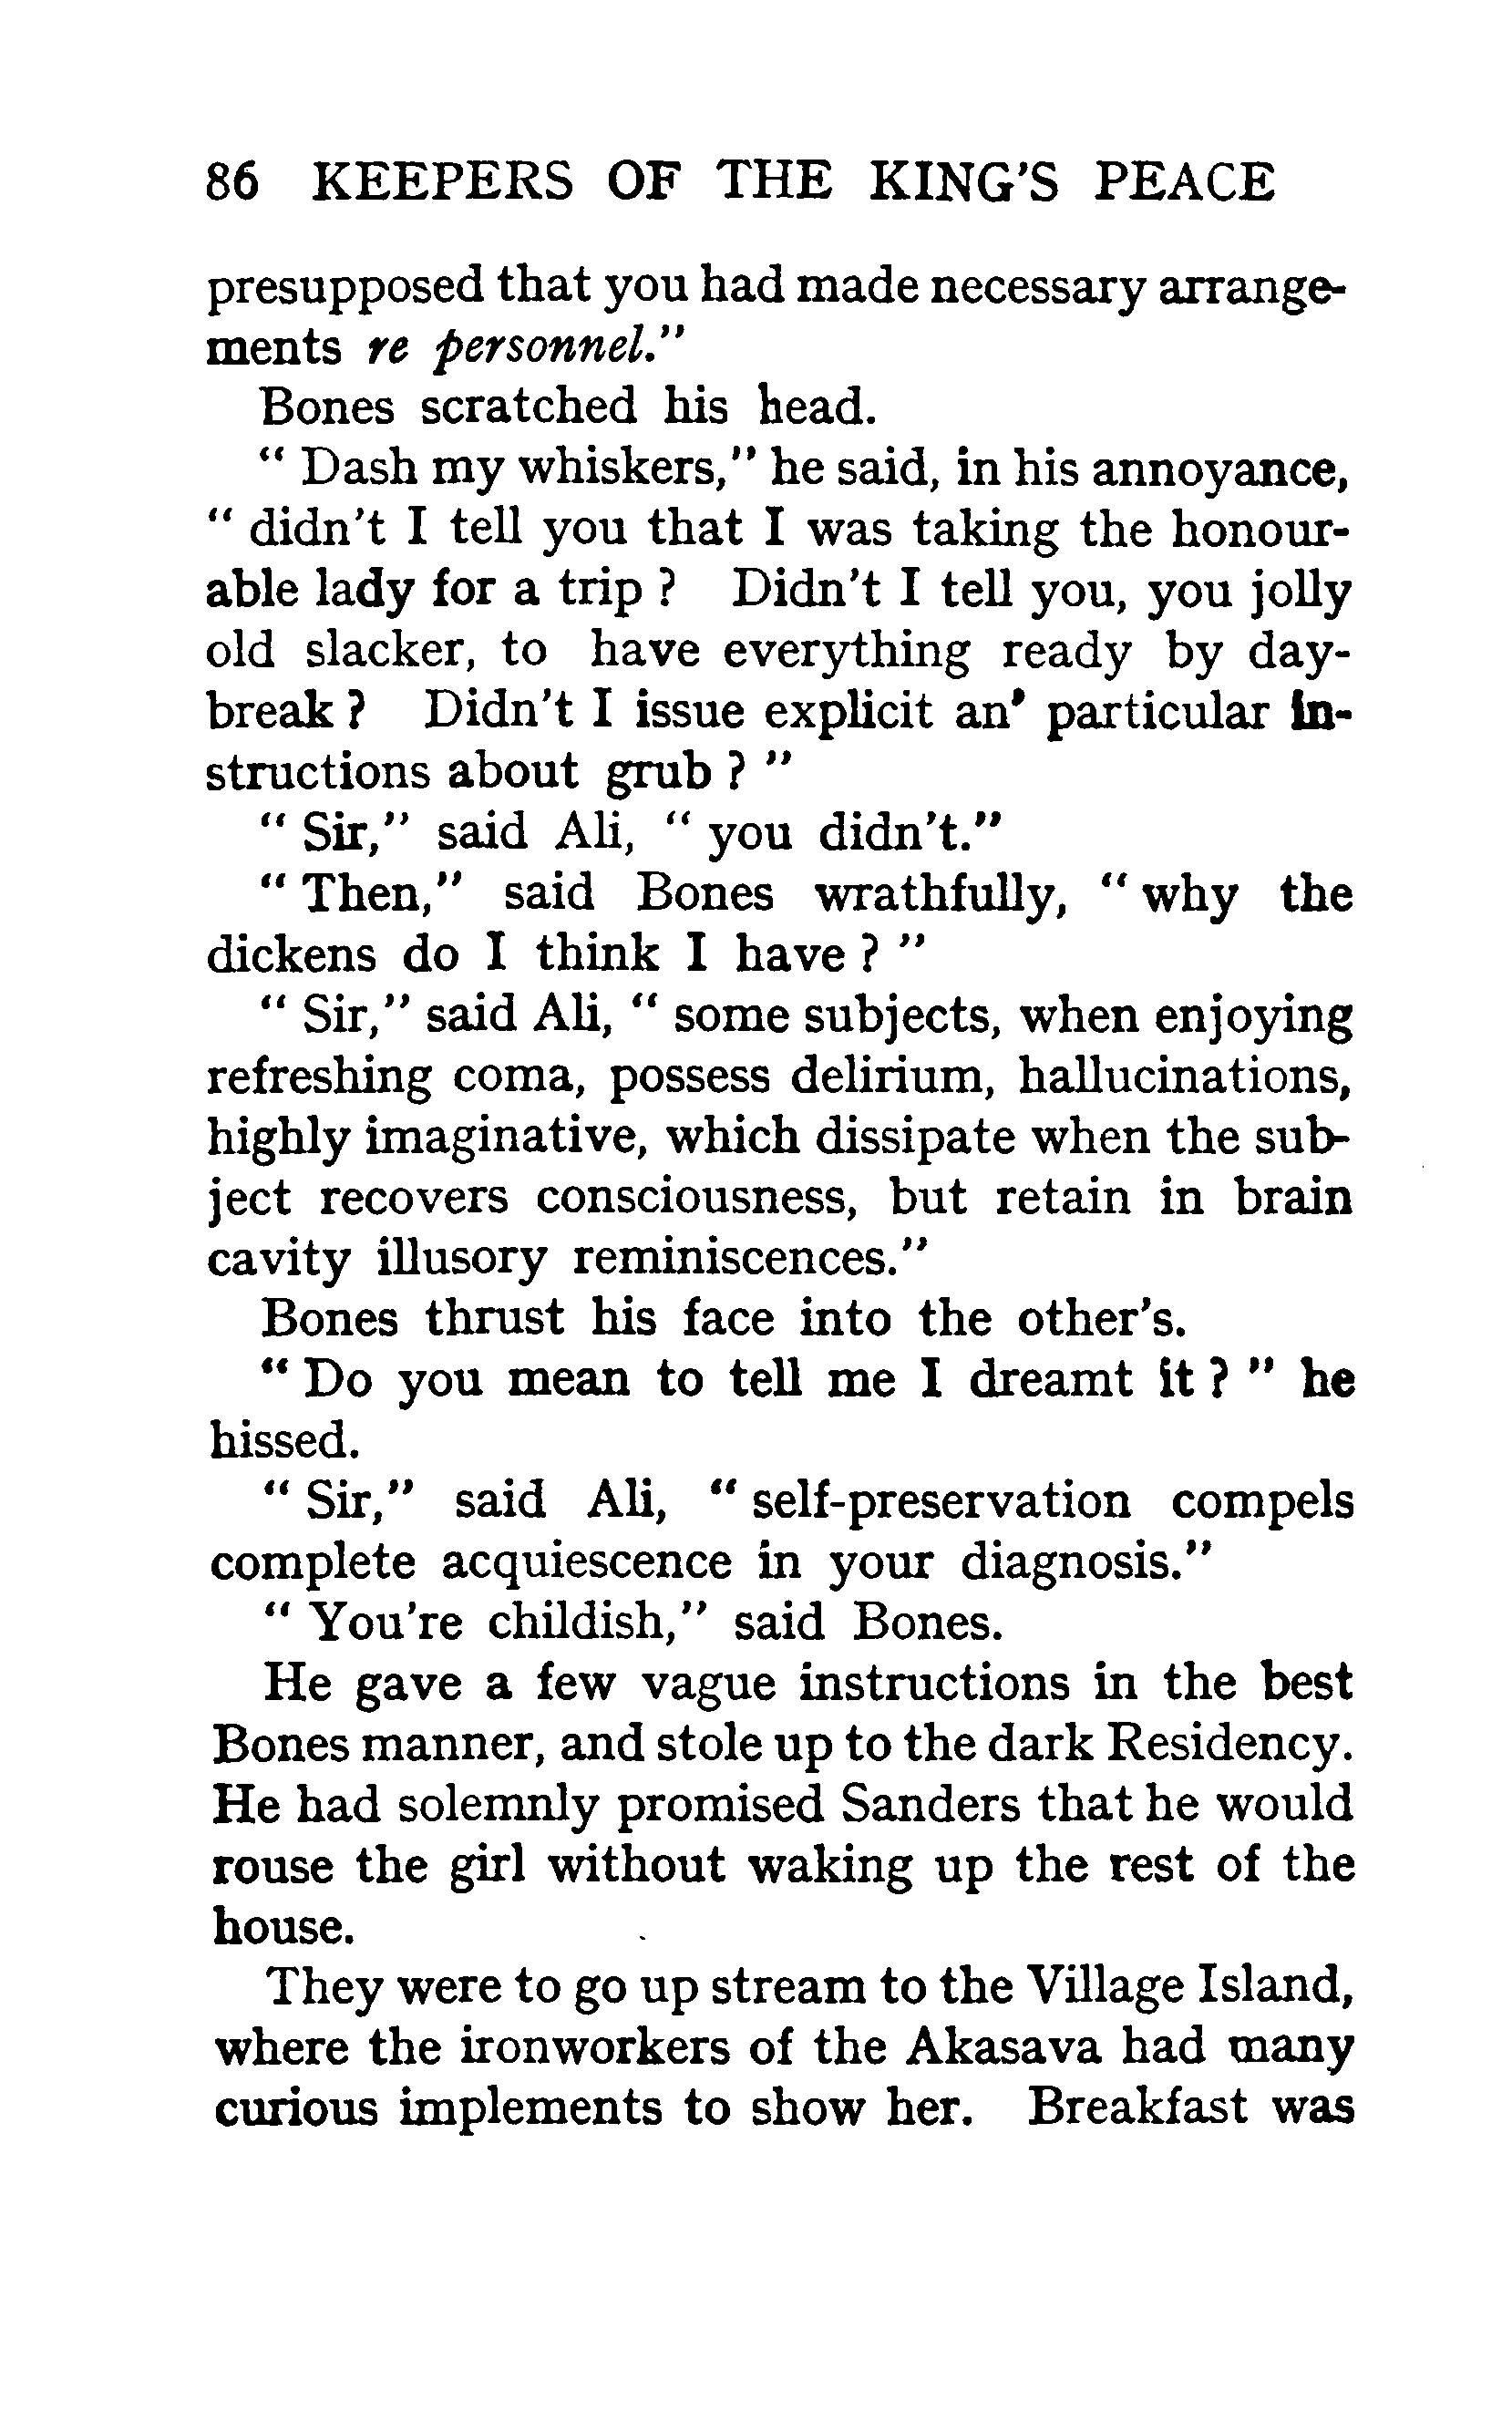 86 KEEPERS OF THE KING'S PEACE
presupposed that you had made necessary arrange-
ments re personnel."
Bones scratched his head.
" Dash my whiskers," he said, in his annoyance,
" didn't I tell you that I was taking the honour-
able lady for a trip ? Didn't I tell you, you jolly
old slacker, to have everything ready by day-
break ? Didn't I issue explicit an' particular in-
structions about grub ? "
" Sir," said Ali, " you didn't."
" Then," said Bones wrathfully, " why the
dickens do I think I have ? "
" Sir," said Ali, " some subjects, when enjoying
refreshing coma, possess delirium, hallucinations,
highly imaginative, which dissipate when the sub-
ject recovers consciousness, but retain in brain
cavity illusory reminiscences."
Bones thrust his face into the other's.
" Do you mean to tell me I dreamt it ? " he
hissed.
" Sir," said Ali, " self-preservation compels
complete acquiescence in your diagnosis."
" You're childish," said Bones.
He gave a few vague instructions in the best
Bones manner, and stole up to the dark Residency.
He had solemnly promised Sanders that he would
rouse the girl without waking up the rest of the
house.
They were to go up stream to the Village Island,
where the ironworkers of the Akasava had many
curious implements to show her. Breakfast was